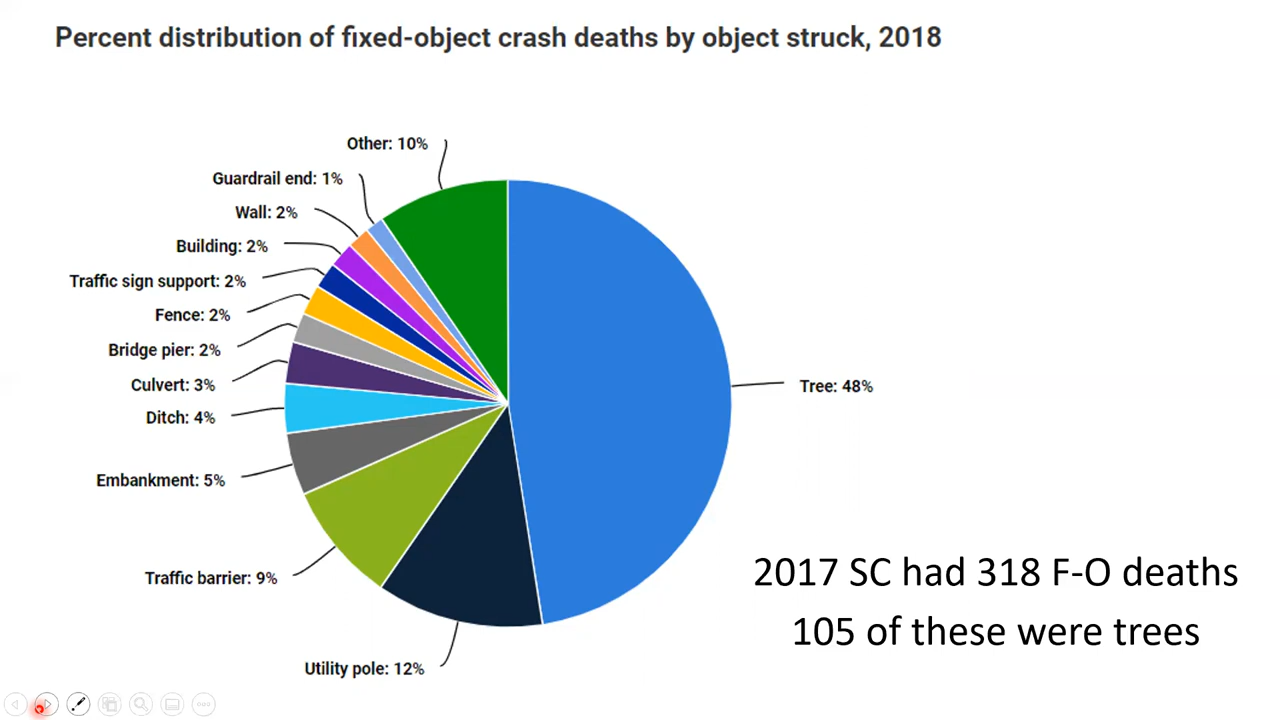 Percent distribution of fixed-object crash deaths by object struck, 2018
Other: 10%
Guardrail end: 1%
Wall: 2%
Building: 2%
Traffic sign support: 2%
Fence: 2%
Bridge pier: 2%
Culvert: 3%
Tree: 48%
Ditch: 4%
Embankment: 5%
Traffic barrier: 9%
Utility pole: 12%
2017 SC had 318 F-O deaths
105 of these were trees